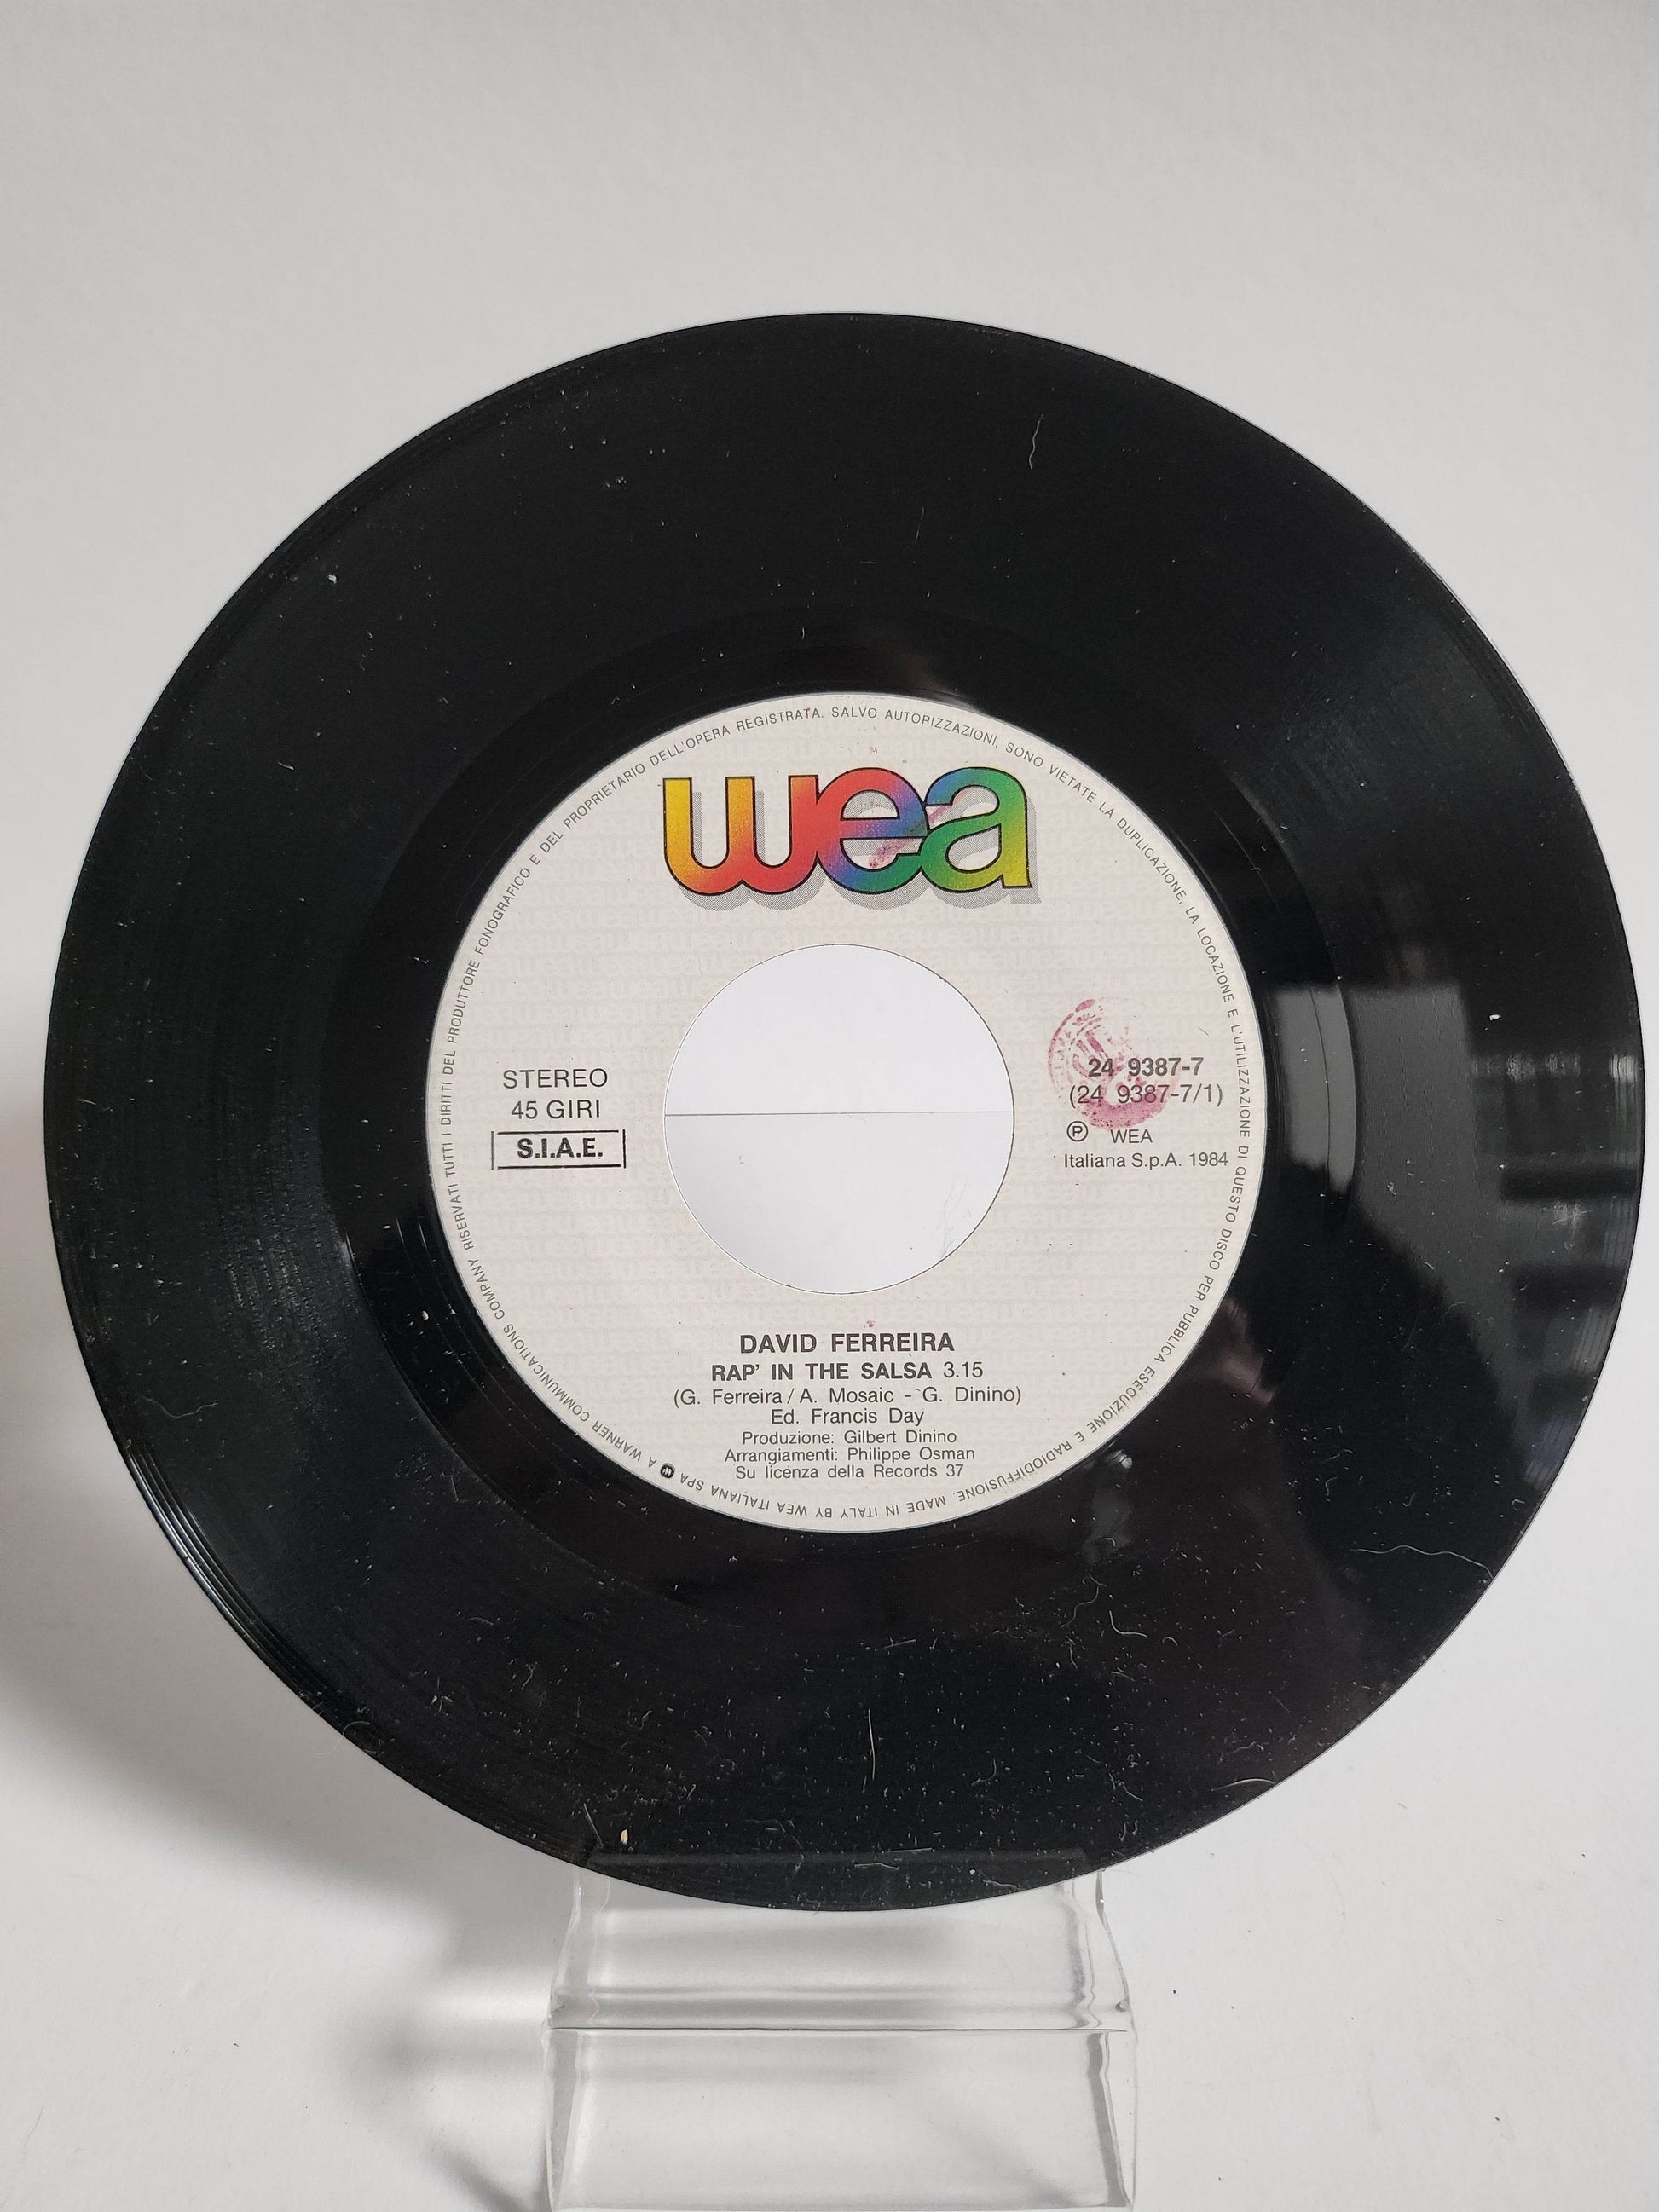 wea
STEREO
45 GIRI
S.I.A.E.
24 9387-7
(24 9387-7/1)
Ⓟ WEA
Italiana S.p.A. 1984
DAVID FERREIRA
RAP' IN THE SALSA 3.15
(G. Ferreira / A. Mosaic - G. Dinino)
Ed. Francis Day
Produzione: Gilbert Dinino
Arrangiamenti: Philippe Osman
Su licenza della Records 37
TUTTI I DIRITTI DEL PRODUTTORE FONOGRAFICO E DEL PROPRIETARIO DELL'OPERA REGISTRATA. SALVO AUTORIZZAZIONI, SONO VIETATE LA DUPLICAZIONE, LA LOCAZIONE E L'UTILIZZAZIONE DI QUESTO DISCO PER PUBBLICA ESECUZIONE E RADIODIFFUSIONE. MADE IN ITALY BY WEA ITALIANA SPA A WARNER COMMUNICATIONS COMPANY RISERVATI